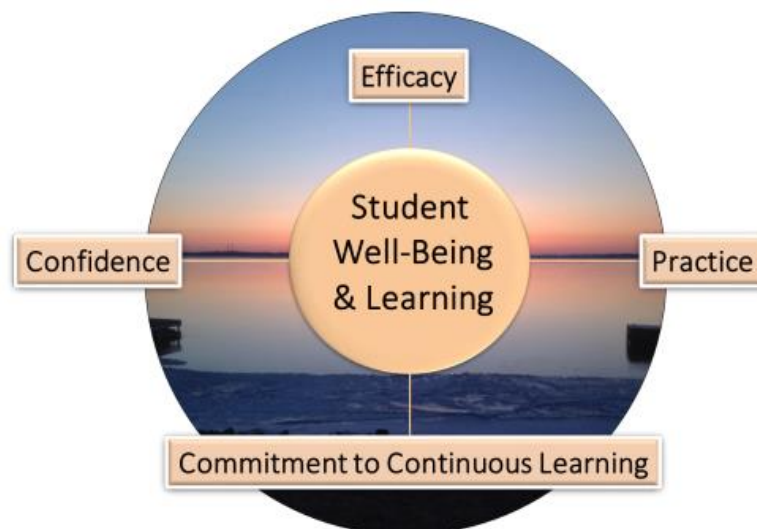 Efficacy
Student
Well-Being
& Learning
Confidence
Practice
Commitment to Continuous Learning